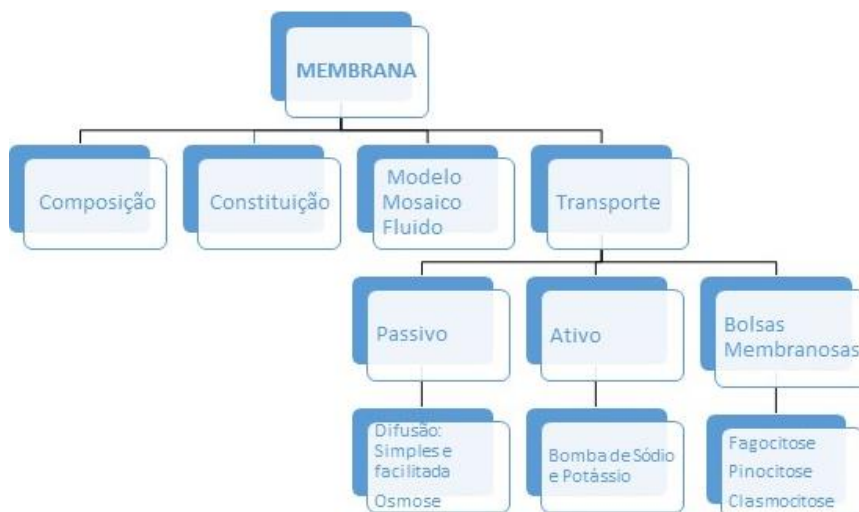 MEMBRANA
Composição
Constituição
Modelo
Mosaico
Fluido
Transporte
Passivo
Ativo
Bolsas
Membranosas
Difusão:
Simples e
facilitada
Osmose
Bomba de Sódio
e Potássio
Fagocitose
Pinocitose
Clasmocitose